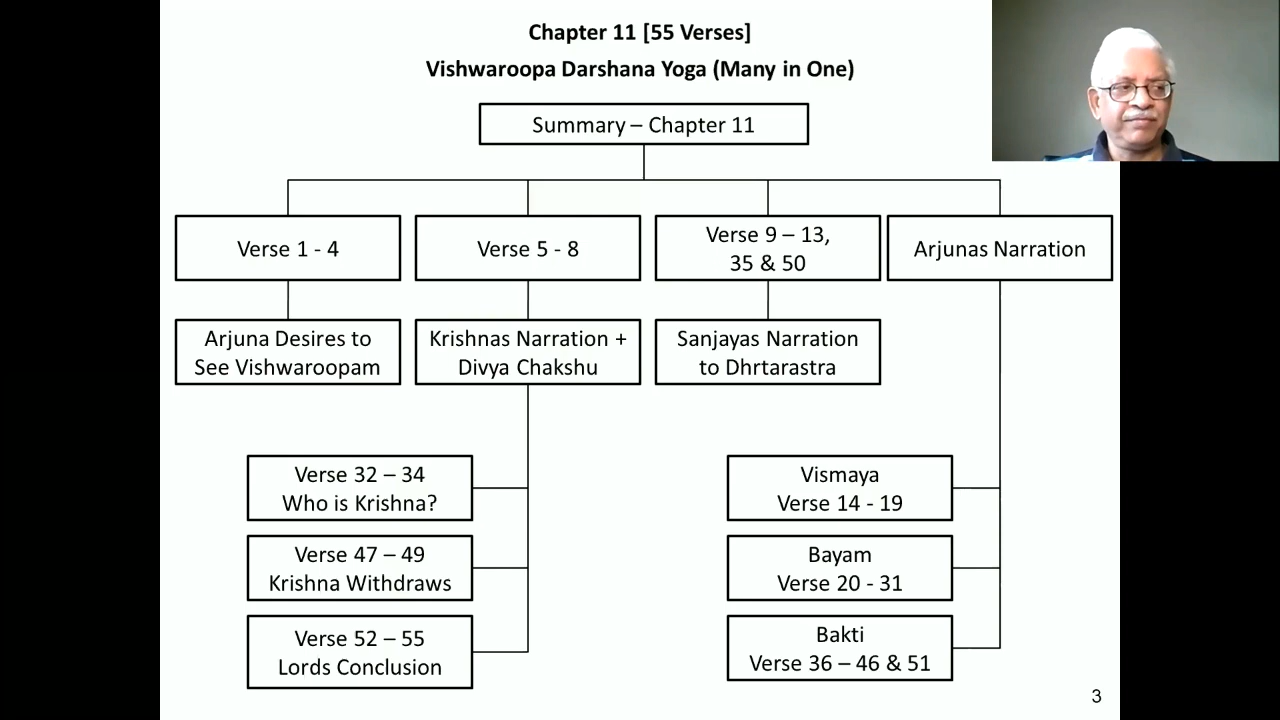 Chapter 11 [55 Verses]
Vishwaroopa Darshana Yoga (Many in One)
Summary – Chapter 11
Verse 1 - 4
Verse 5 - 8
Verse 9 – 13,
35 & 50
Arjunas Narration
Arjuna Desires to
See Vishwaroopam
Krishnas Narration +
Divya Chakshu
Sanjayas Narration
to Dhrtarastra
Verse 32 – 34
Who is Krishna?
Verse 47 – 49
Krishna Withdraws
Verse 52 – 55
Lords Conclusion
Vismaya
Verse 14 - 19
Bayam
Verse 20 - 31
Bakti
Verse 36 – 46 & 51
3